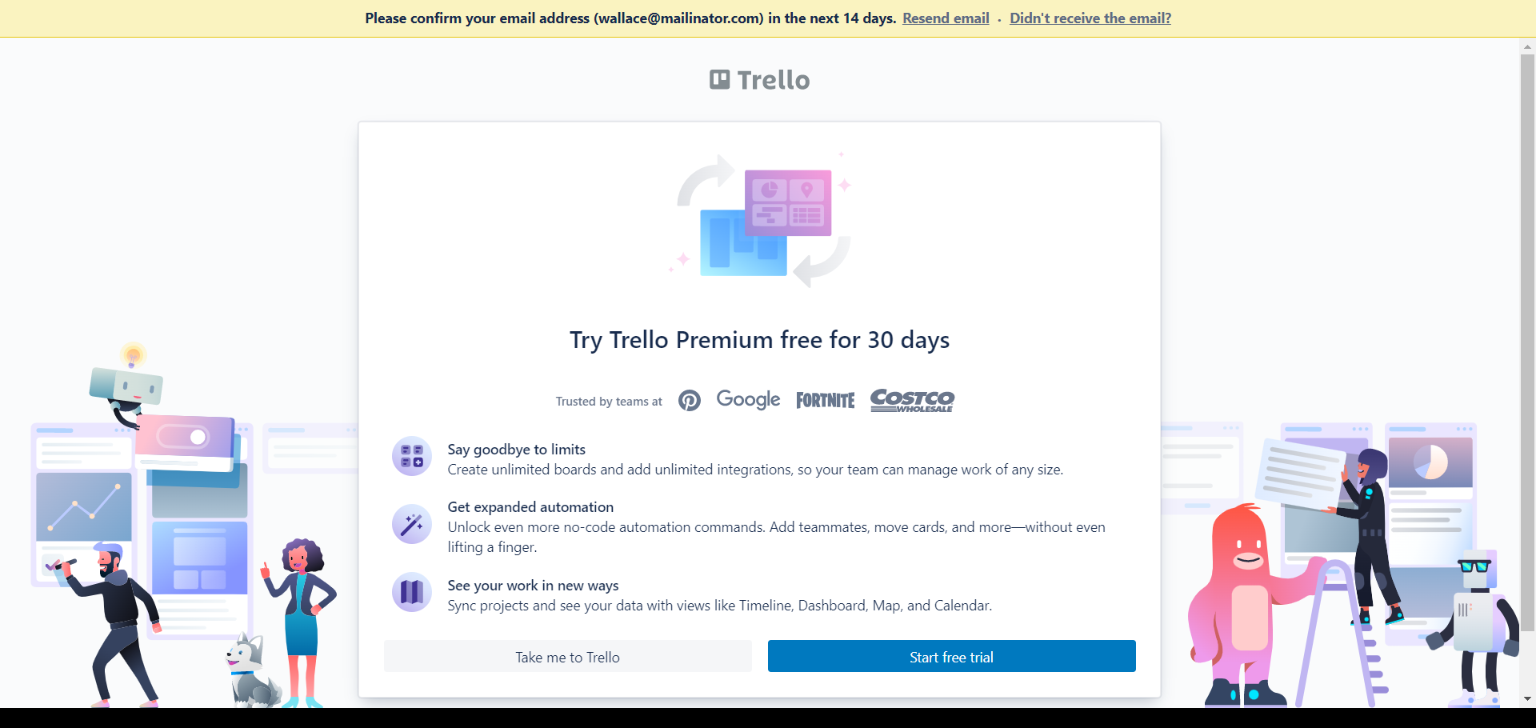 Please confirm your email address (wallace@mailinator.com) in the next 14 days. Resend email · Didn't receive the email?
Trello
Try Trello Premium free for 30 days
Trusted by teams at Google FORTNITE COSTCO WHOLESALE
Say goodbye to limits
Create unlimited boards and add unlimited integrations, so your team can manage work of any size.
Get expanded automation
Unlock even more no-code automation commands. Add teammates, move cards, and more—without even
lifting a finger.
See your work in new ways
Sync projects and see your data with views like Timeline, Dashboard, Map, and Calendar.
Take me to Trello Start free trial